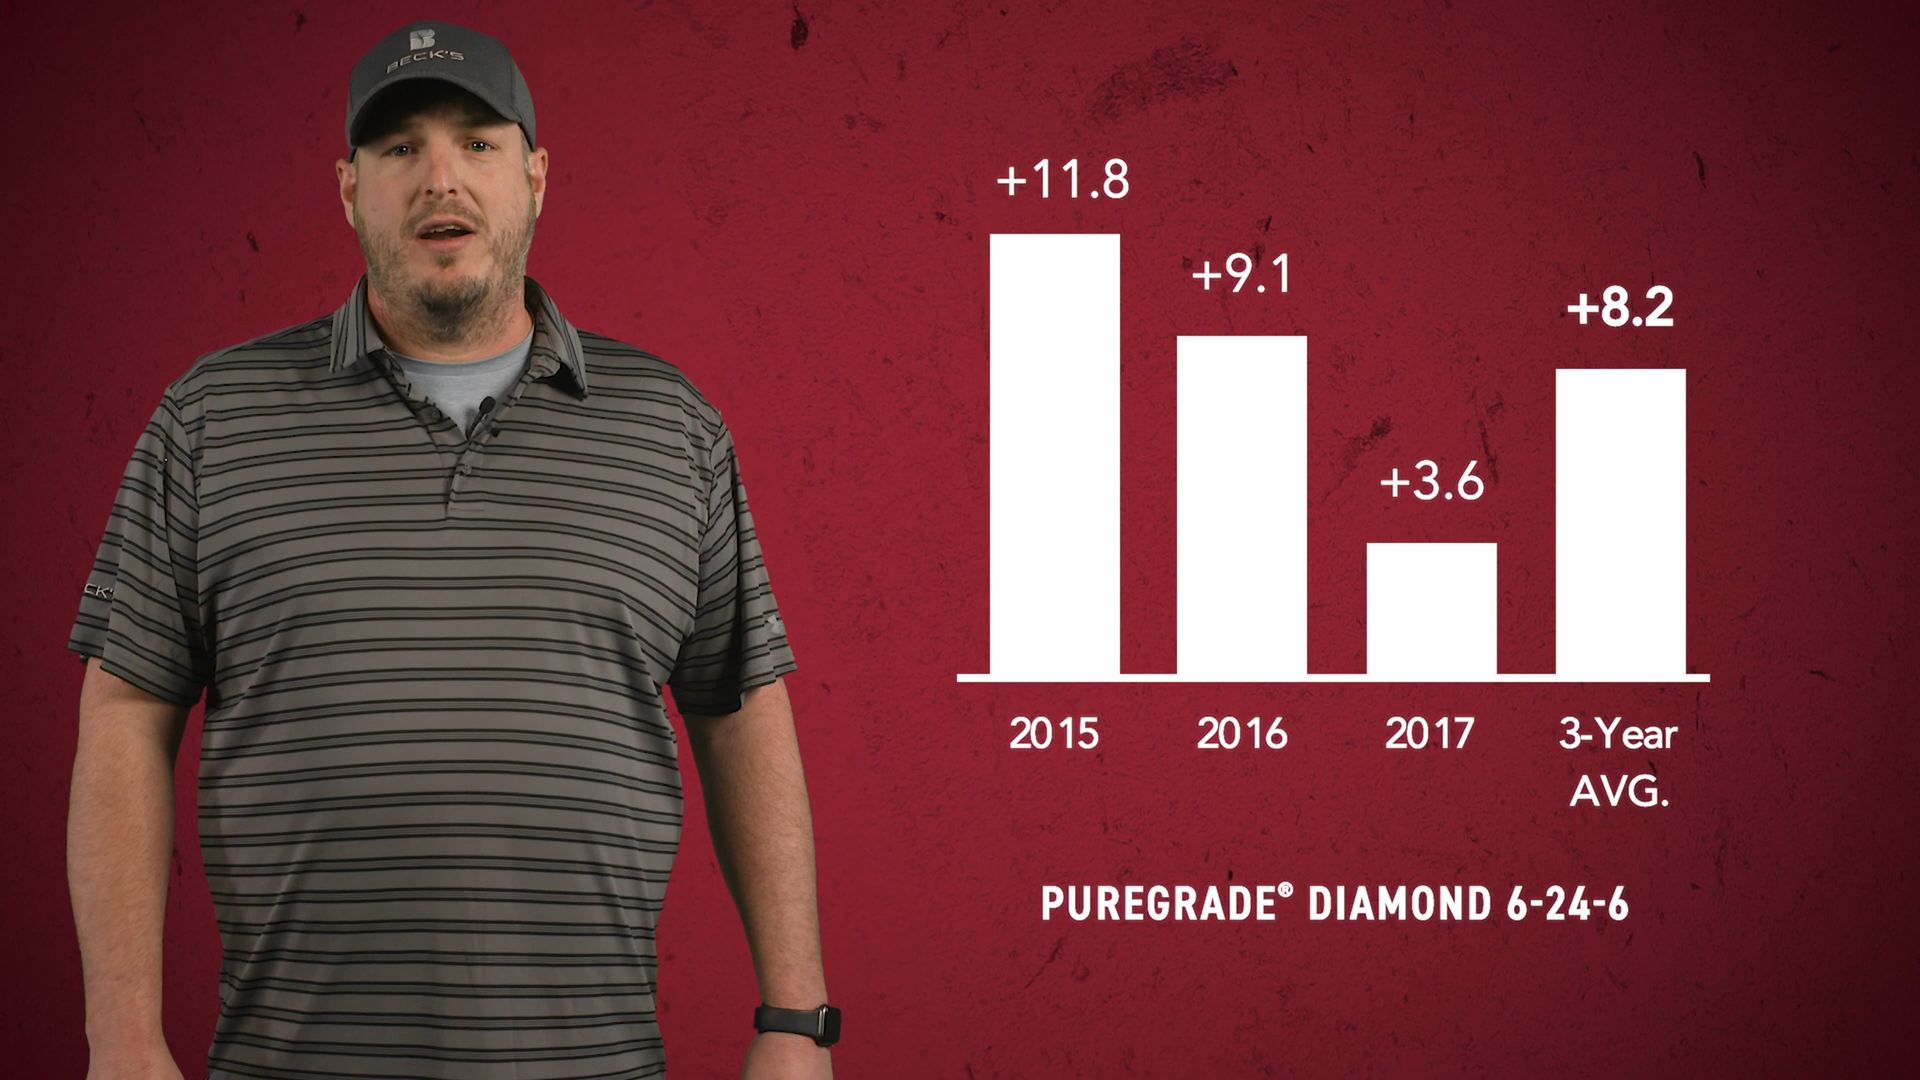 BECK'S
CK'
+11.8
+9.1
+3.6
+8.2
2015
2016
2017
3-Year
AVG.
PUREGRADE® DIAMOND 6-24-6